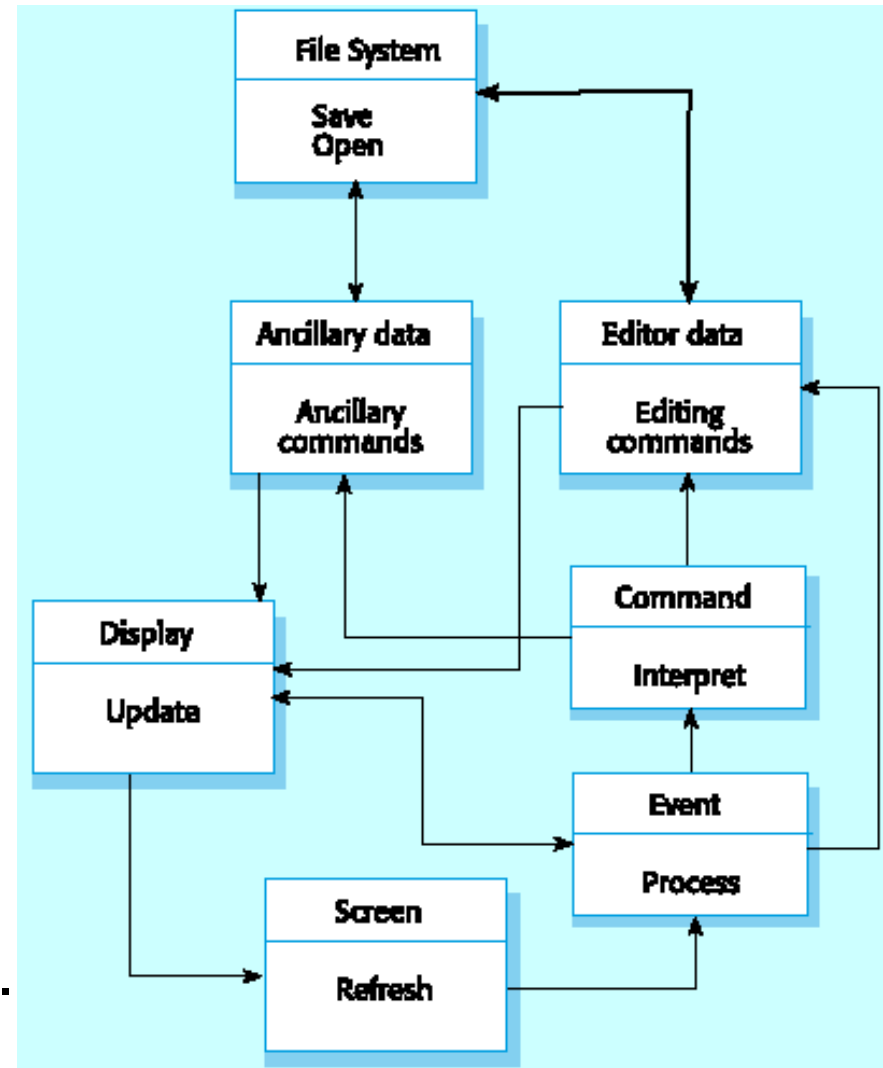 File System
Save
Open
Ancillary data
Ancillary
commands
Editor data
Editing
commands
Command
Interpret
Display
Update
Event
Process
Screen
Refresh